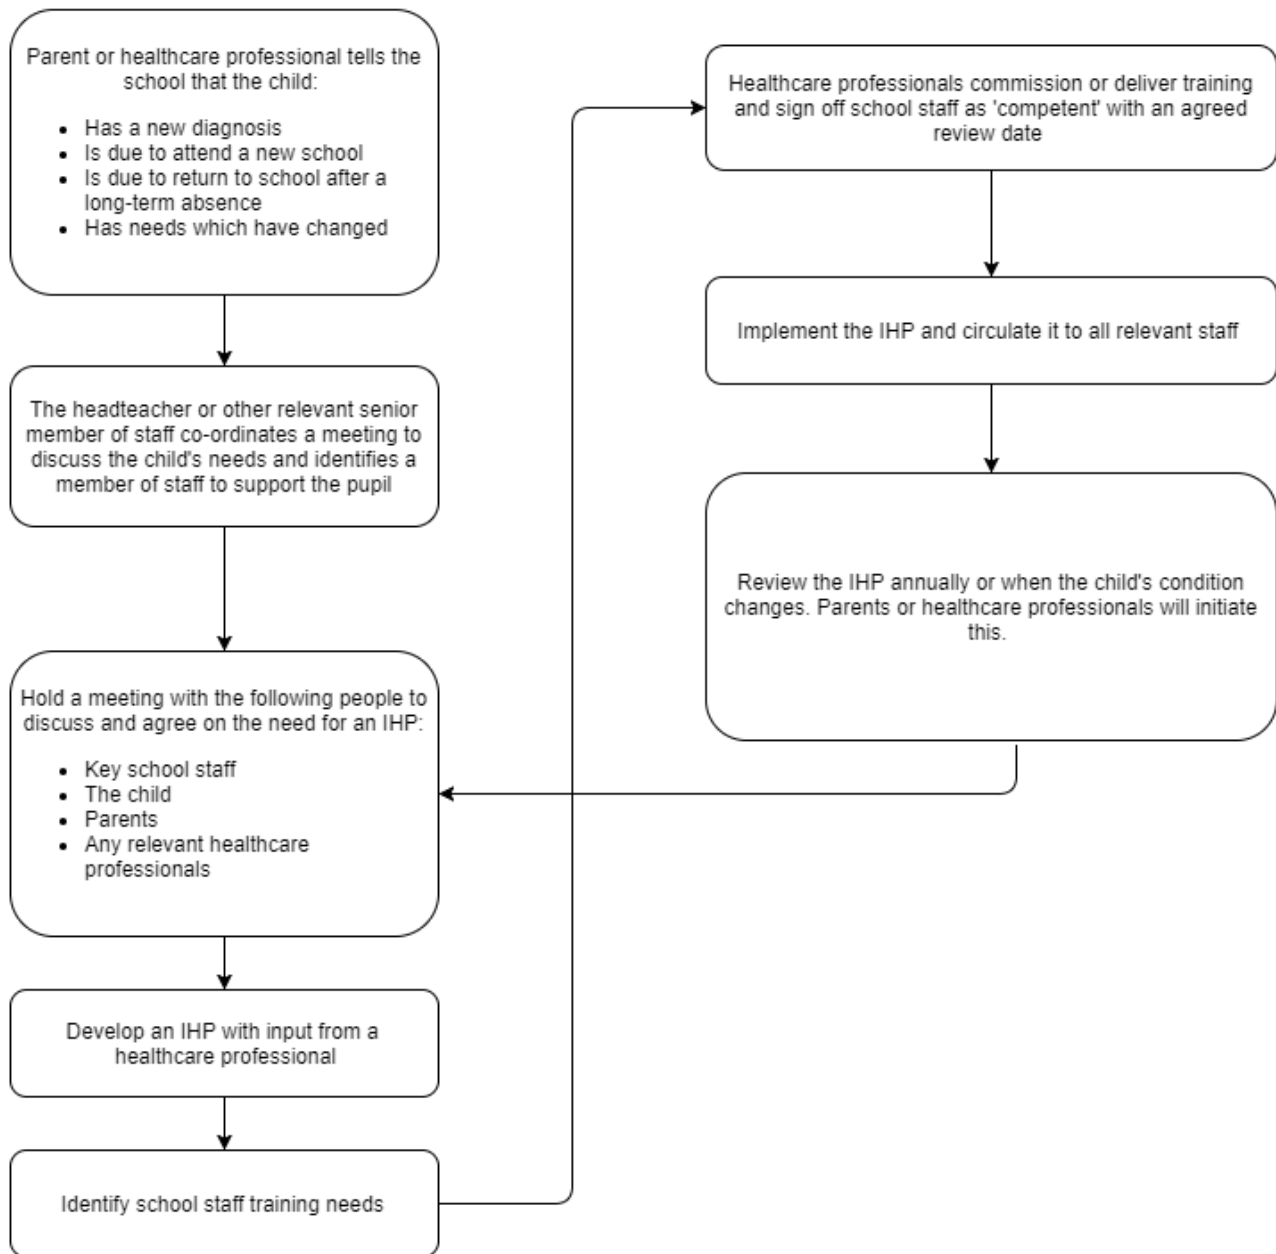 Parent or healthcare professional tells the
school that the child:
• Has a new diagnosis
• Is due to attend a new school
• Is due to return to school after a
long-term absence
• Has needs which have changed
The headteacher or other relevant senior
member of staff co-ordinates a meeting to
discuss the child's needs and identifies a
member of staff to support the pupil
Hold a meeting with the following people to
discuss and agree on the need for an IHP:
• Key school staff
• The child
• Parents
• Any relevant healthcare
professionals
Develop an IHP with input from a
healthcare professional
Identify school staff training needs
Healthcare professionals commission or deliver training
and sign off school staff as 'competent' with an agreed
review date
Implement the IHP and circulate it to all relevant staff
Review the IHP annually or when the child's condition
changes. Parents or healthcare professionals will initiate
this.